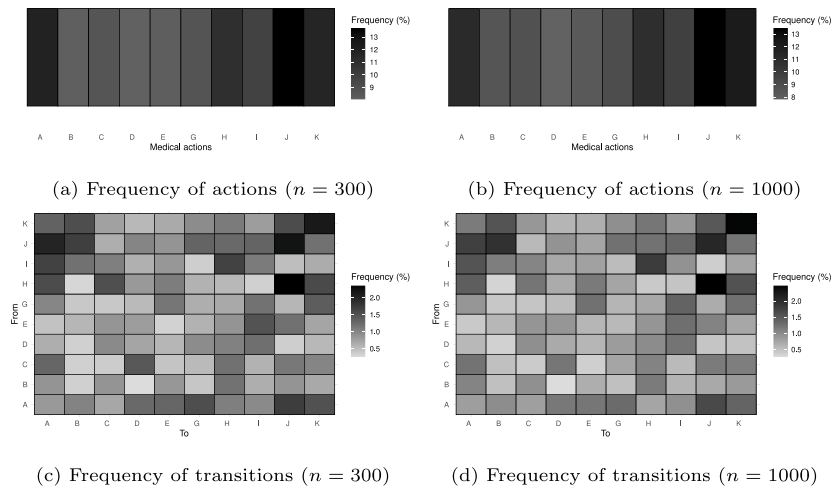 Frequency (%)
13
12
11
10
9
A B C D E G H I J K
Medical actions
(a) Frequency of actions (n = 300)
Frequency (%)
13
12
11
10
9
8
A B C D E G H I J K
Medical actions
(b) Frequency of actions (n = 1000)
K
J
I
H
G
E
D
C
B
A
From
A B C D E G H I J K
To
Frequency (%)
2.0
1.5
1.0
0.5
(c) Frequency of transitions (n = 300)
K
J
I
H
G
E
D
C
B
A
From
A B C D E G H I J K
To
Frequency (%)
2.0
1.5
1.0
0.5
(d) Frequency of transitions (n = 1000)